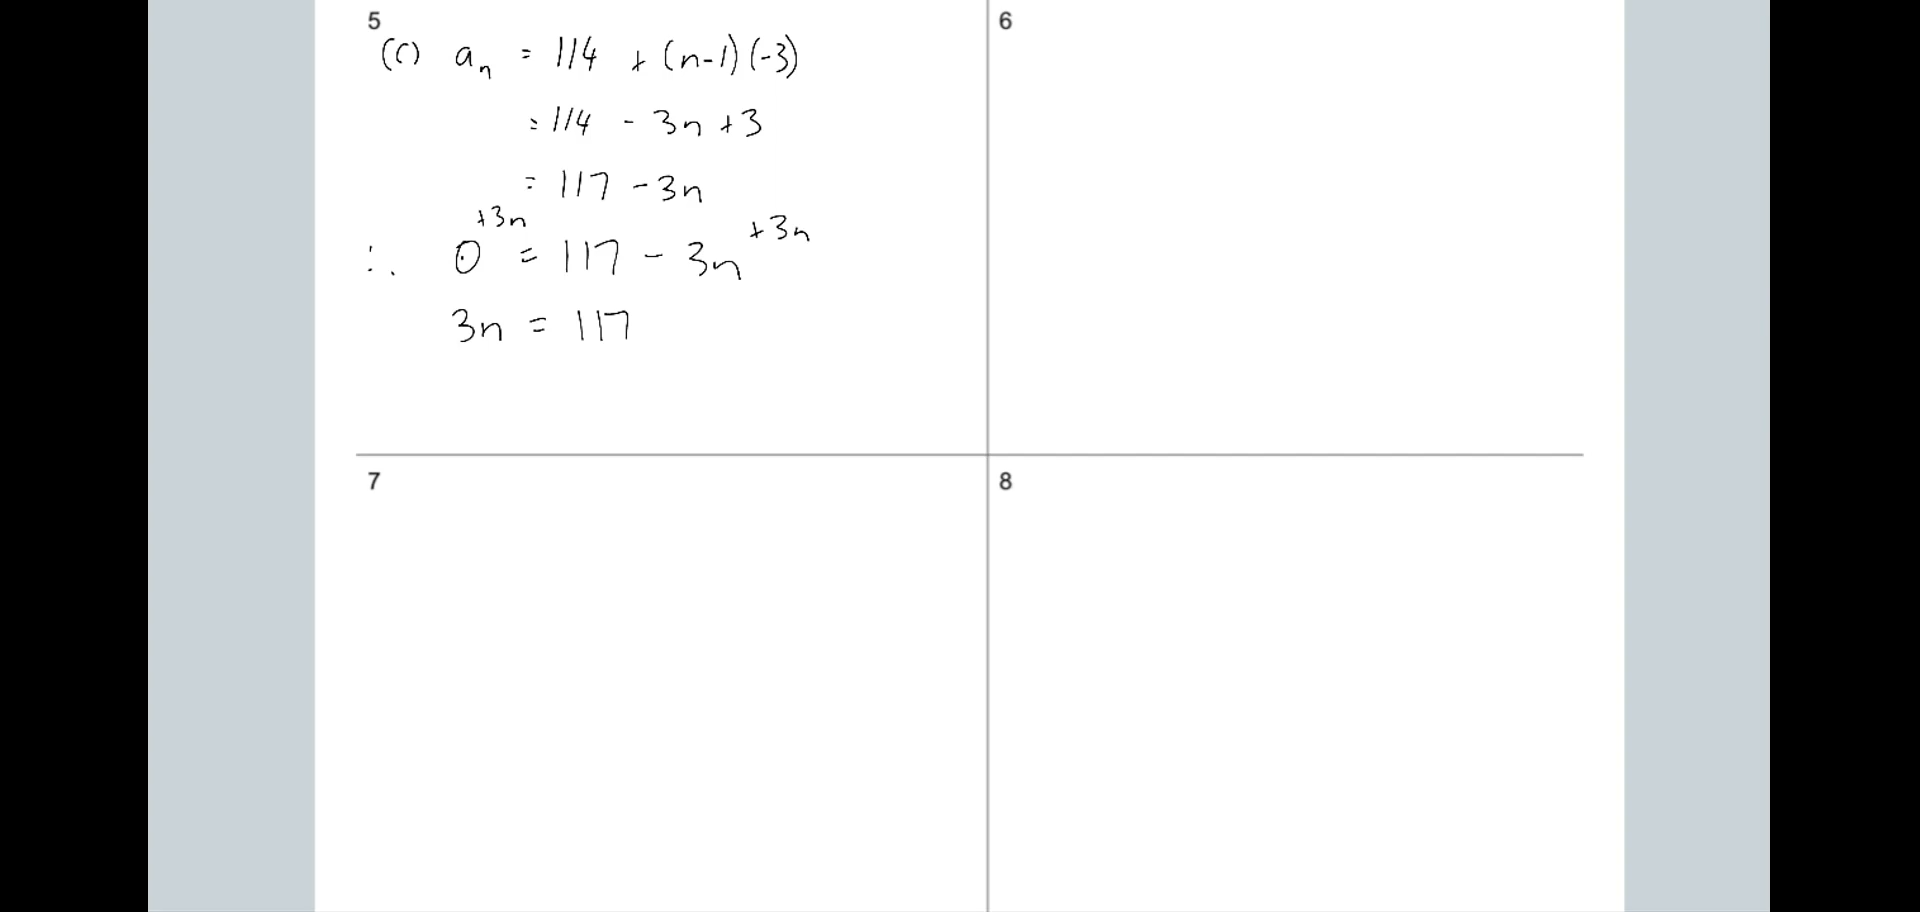 5
(c) aₙ = 114 + (n-1)(-3)
= 114 - 3n + 3
= 117 - 3n
+3n +3n
∴ 0 = 117 - 3n
3n = 117
6
7
8